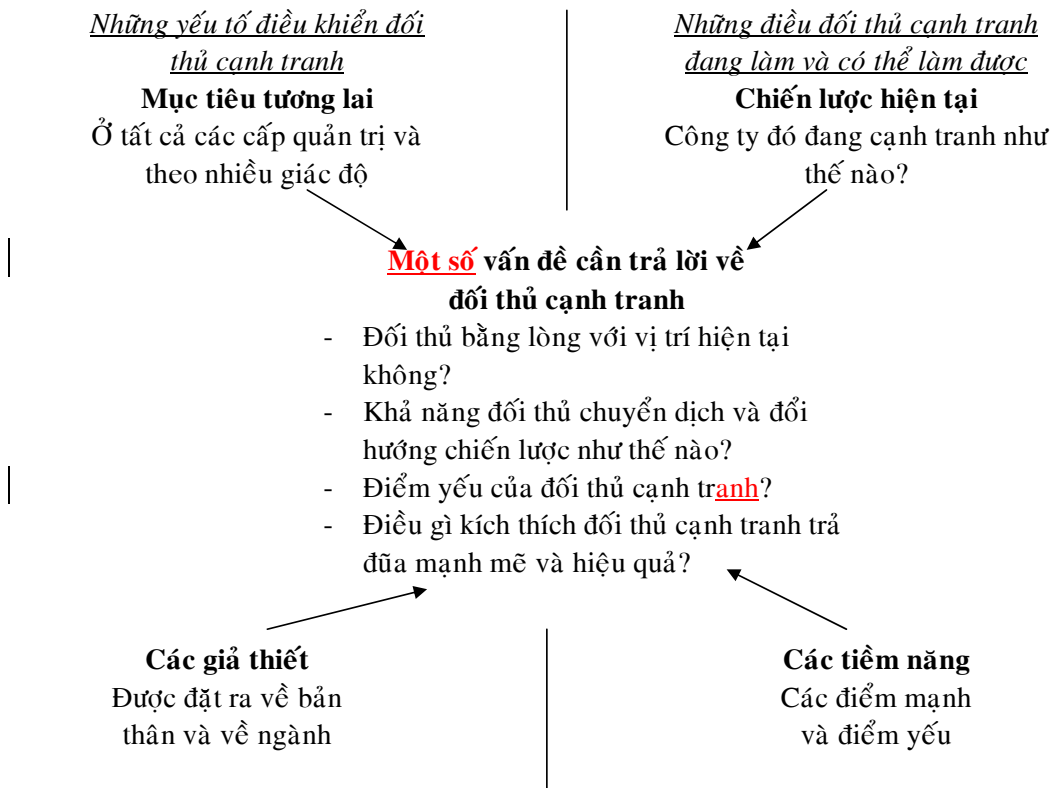 Những yếu tố điều khiển đối
thủ cạnh tranh
Mục tiêu tương lai
Ở tất cả các cấp quản trị và
theo nhiều giác độ
Những điều đối thủ cạnh tranh
đang làm và có thể làm được
Chiến lược hiện tại
Công ty đó đang cạnh tranh như
thế nào?
Một số vấn đề cần trả lời về
đối thủ cạnh tranh
- Đối thủ bằng lòng với vị trí hiện tại
không?
- Khả năng đối thủ chuyển dịch và đổi
hướng chiến lược như thế nào?
- Điểm yếu của đối thủ cạnh tranh?
- Điều gì kích thích đối thủ cạnh tranh trả
đũa mạnh mẽ và hiệu quả?
Các giả thiết
Được đặt ra về bản
thân và về ngành
Các tiềm năng
Các điểm mạnh
và điểm yếu